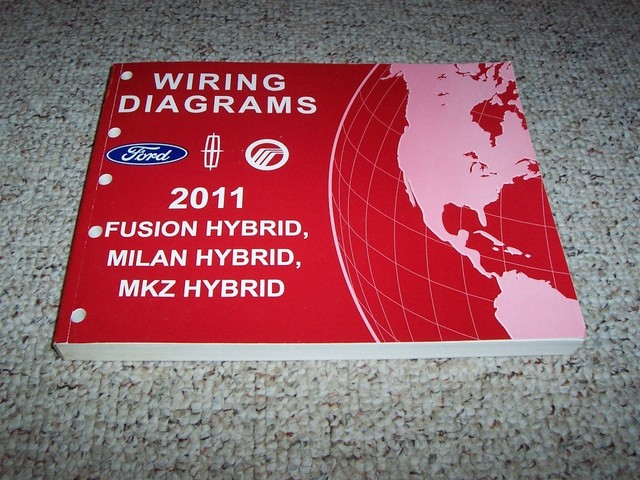 WIRING
DIAGRAMS
Ford
2011
FUSION HYBRID,
MILAN HYBRID,
MKZ HYBRID